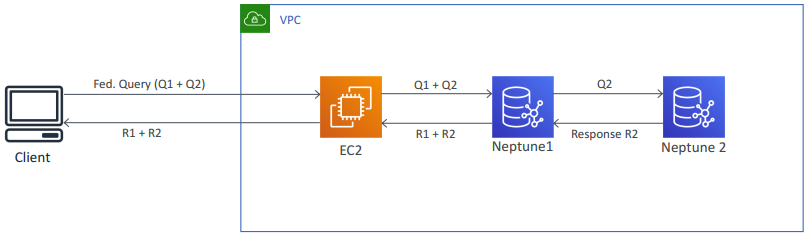 VPC
Fed. Query (Q1 + Q2)
Q1 + Q2
Q2
R1 + R2
R1 + R2
Response R2
Client
EC2
Neptune1
Neptune 2